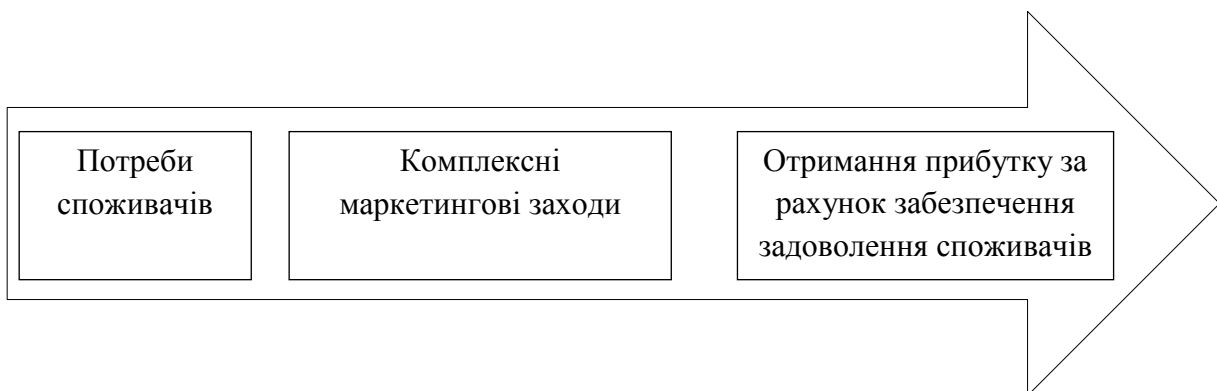 Потреби
споживачів
Комплексні
маркетингові заходи
Отримання прибутку за
рахунок забезпечення
задоволення споживачів